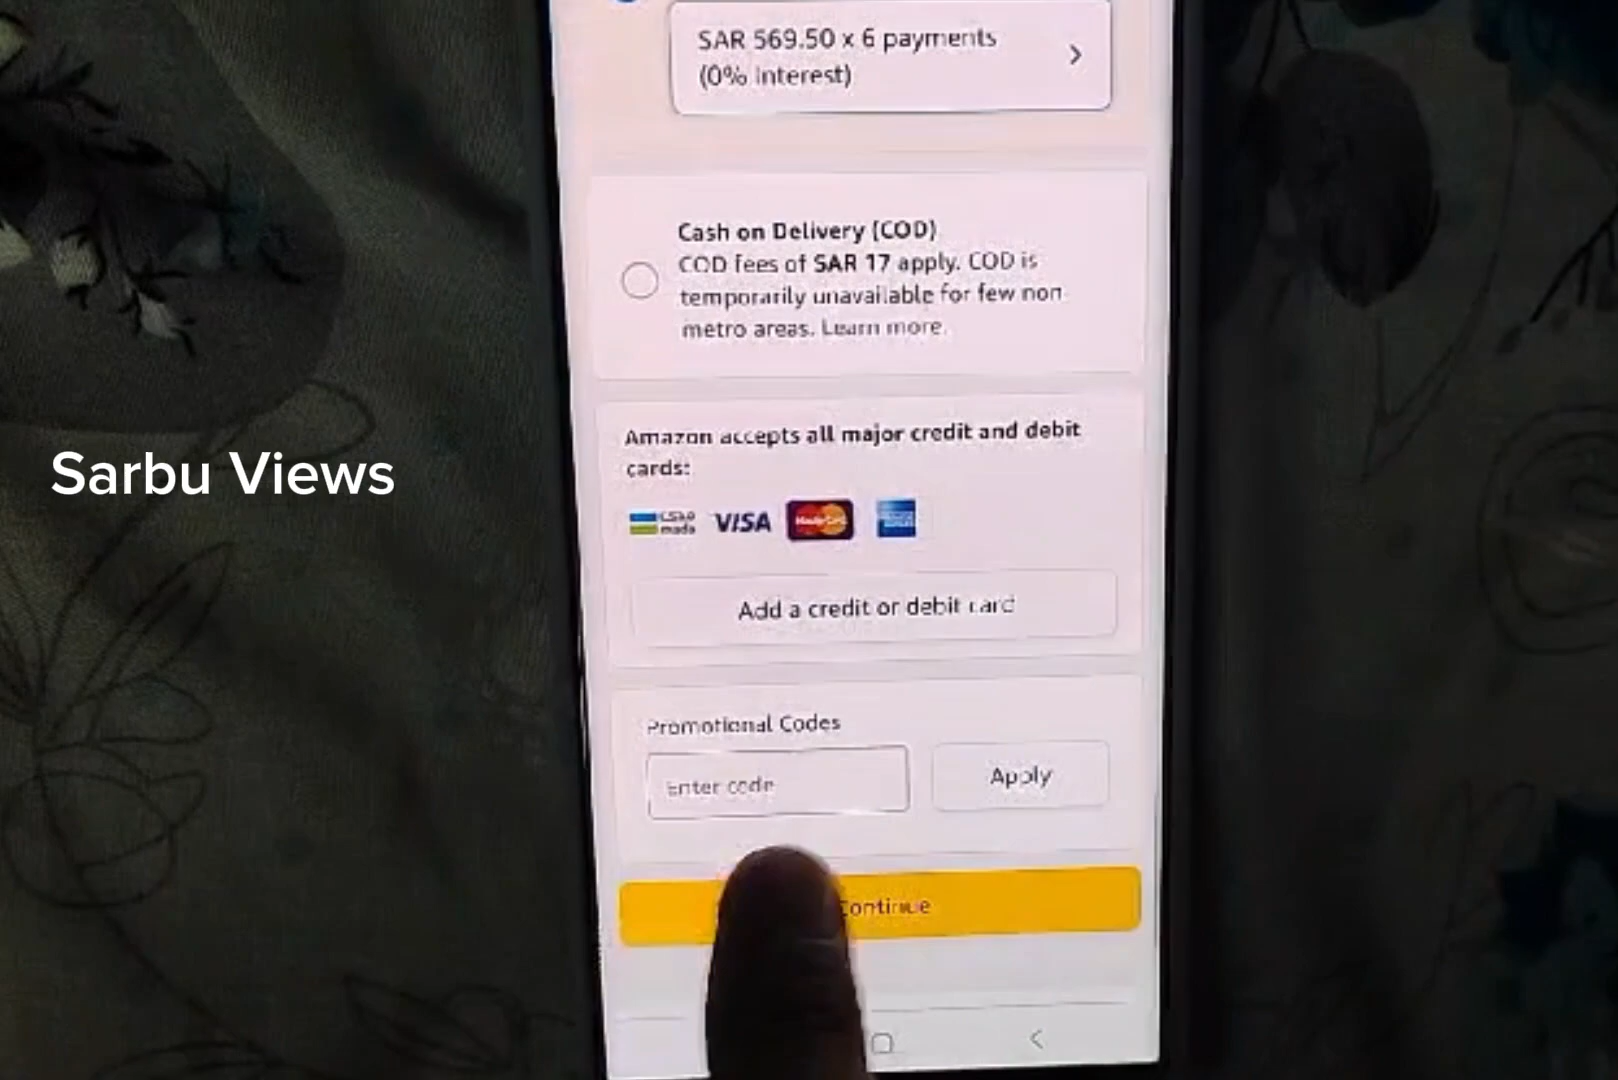 SAR 569.50 x 6 payments
(0% Interest)
Cash on Delivery (COD)
COD fees of SAR 17 apply. COD is
temporarily unavailable for few non
metro areas. Learn more.
Amazon accepts all major credit and debit
cards:
mada VISA MasterCard
Add a credit or debit card
Promotional Codes
Enter code
Apply
Continue
Sarbu Views